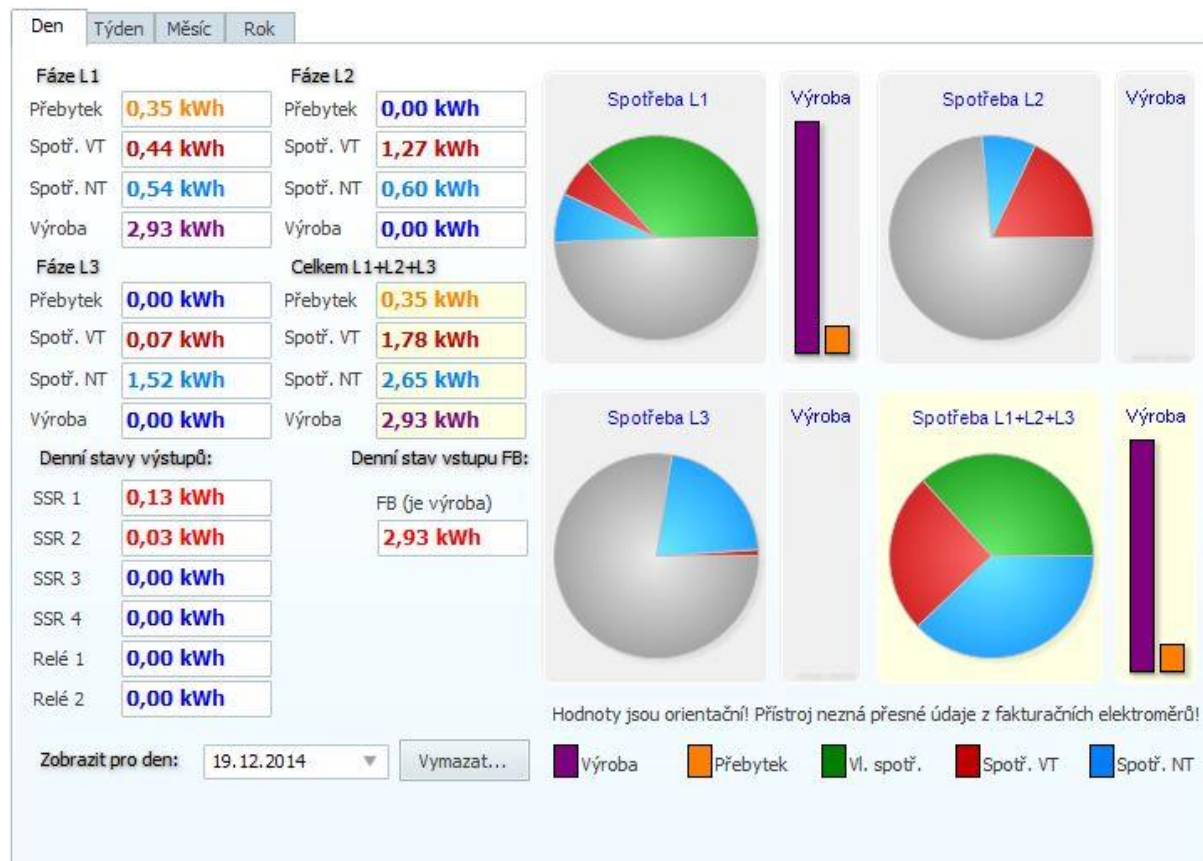 Den Týden Měsíc Rok
Fáze L1
Přebytek 0,35 kWh
Spotř. VT 0,44 kWh
Spotř. NT 0,54 kWh
Výroba 2,93 kWh
Fáze L2
Přebytek 0,00 kWh
Spotř. VT 1,27 kWh
Spotř. NT 0,60 kWh
Výroba 0,00 kWh
Fáze L3
Přebytek 0,00 kWh
Spotř. VT 0,07 kWh
Spotř. NT 1,52 kWh
Výroba 0,00 kWh
Celkem L1+L2+L3
Přebytek 0,35 kWh
Spotř. VT 1,78 kWh
Spotř. NT 2,65 kWh
Výroba 2,93 kWh
Denní stavy výstupů:
SSR 1 0,13 kWh
SSR 2 0,03 kWh
SSR 3 0,00 kWh
SSR 4 0,00 kWh
Relé 1 0,00 kWh
Relé 2 0,00 kWh
Denní stav vstupu FB:
FB (je výroba)
2,93 kWh
Zobrazit pro den: 19.12.2014 Vymazat...
Spotřeba L1
Výroba
Spotřeba L2
Výroba
Spotřeba L3
Výroba
Spotřeba L1+L2+L3
Výroba
Hodnoty jsou orientační! Přístroj nezná přesné údaje z fakturačních elektroměrů!
Výroba Přebytek Vl. spotř. Spotř. VT Spotř. NT